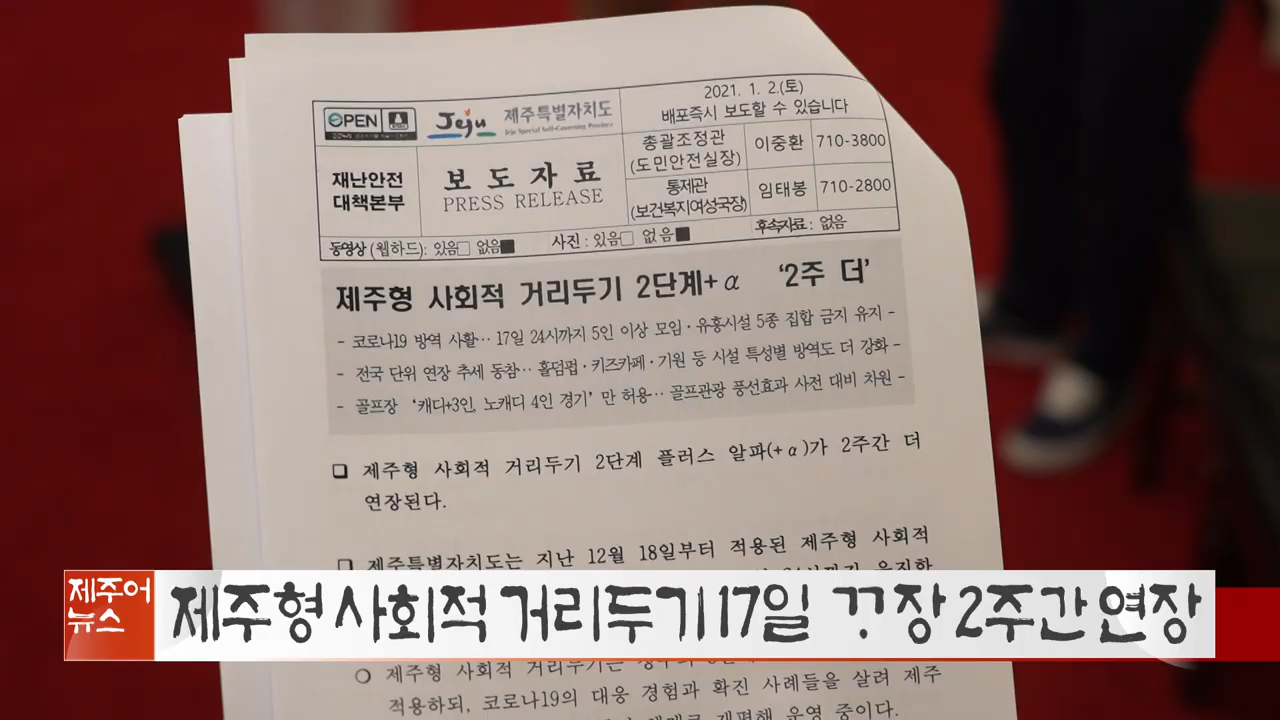 OPEN
Jeju 제주특별자치도
Jeju Special Self-Governing Province
2021. 1. 2.(토)
배포즉시 보도할 수 있습니다
재난안전
대책본부
보 도 자 료
PRESS RELEASE
총괄조정관
(도민안전실장)
이중환
710-3800
통제관
(보건복지여성국장)
임태봉
710-2800
동영상(웹하드): 있음□ 없음■ 사진 : 있음□ 없음■ 후속자료 : 없음
제주형 사회적 거리두기 2단계+α ‘2주 더’
- 코로나19 방역 사활… 17일 24시까지 5인 이상 모임·유흥시설 5종 집합 금지 유지 -
- 전국 단위 연장 추세 동참… 홀덤펍·키즈카페·기원 등 시설 특성별 방역도 더 강화 -
- 골프장 ‘캐디+3인, 노캐디 4인 경기’만 허용… 골프관광 풍선효과 사전 대비 차원 -
❑ 제주형 사회적 거리두기 2단계 플러스 알파(+α)가 2주간 더
연장된다.
❑ 제주특별자치도는 지난 12월 18일부터 적용된 제주형 사회적
제주어
뉴스
제주형 사회적 거리두기 17일 ᄁᆞ장 2주간 연장
○ 제주형 사회적 거리두기는
적용하되, 코로나19의 대응 경험과 확진 사례들을 살려 제주
개편해 운영 중이다.